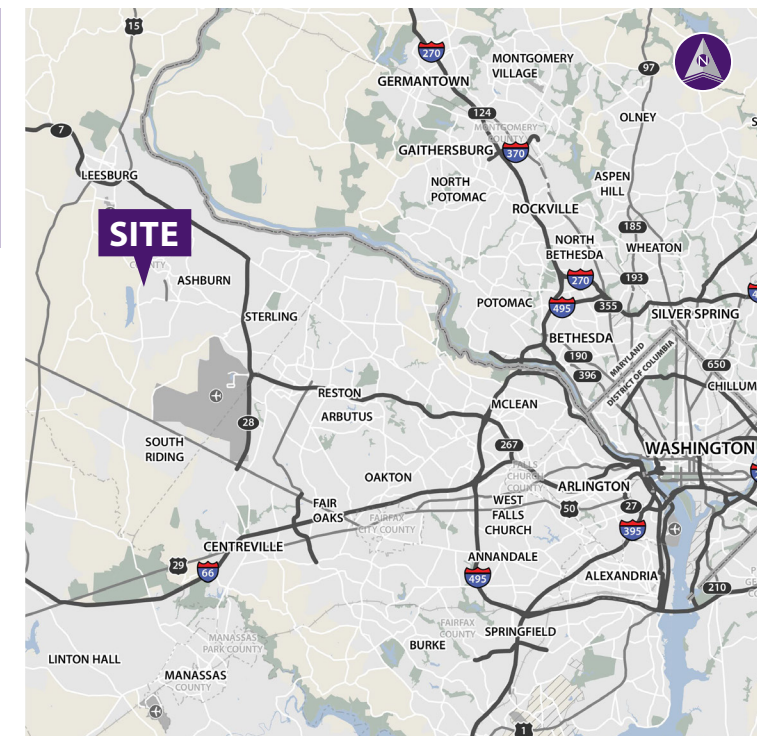 15
270
MONTGOMERY
VILLAGE
N
97
GERMANTOWN
124
OLNEY
7
MONTGOMERY
COUNTY
GAITHERSBURG
370
LEESBURG
NORTH
POTOMAC
ASPEN
HILL
ROCKVILLE
SITE
185
NORTH
BETHESDA
WHEATON
COUNTY
ASHBURN
270
193
POTOMAC
495
355
STERLING
SILVER SPRING
BETHESDA
MARYLAND
DISTRICT OF COLUMBIA
190
396
650
CHILLUM
RESTON
ARBUTUS
MCLEAN
28
SOUTH
RIDING
267
WASHINGTON
OAKTON
FALLS
CHURCH
COUNTY
ARLINGTON
FAIR
OAKS
WEST
FALLS
CHURCH
50
27
FAIRFAX
CITY COUNTY
395
CENTREVILLE
29
66
ANNANDALE
495
ALEXANDRIA
210
FAIRFAX
COUNTY
SPRINGFIELD
MANASSAS
PARK COUNTY
BURKE
LINTON HALL
MANASSAS
COUNTY
1